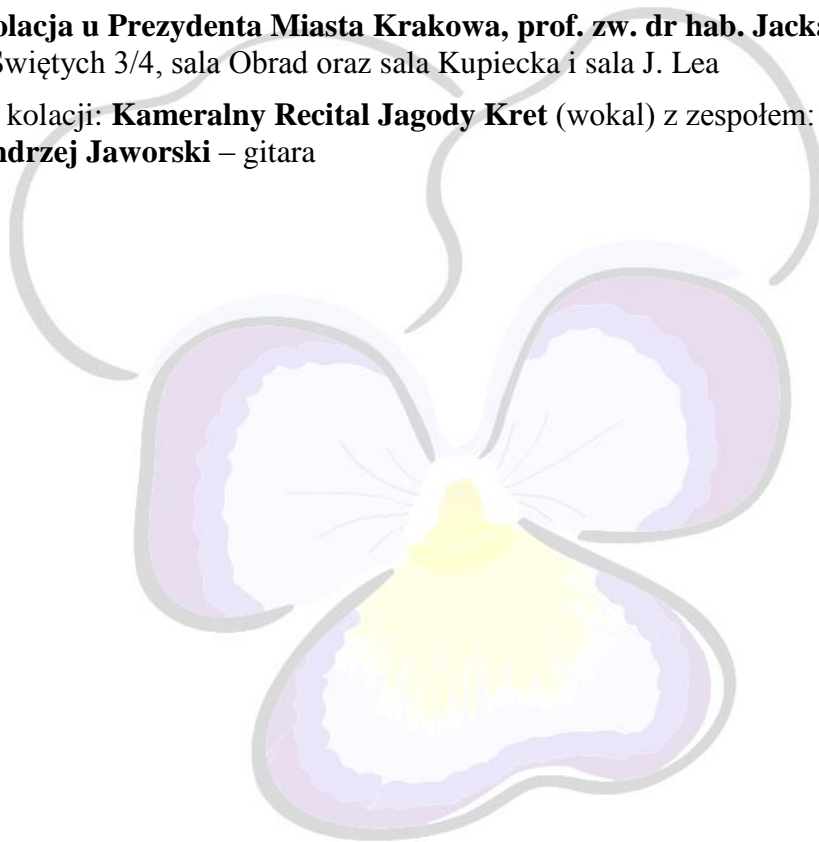 olacja u Prezydenta Miasta Krakowa, prof. zw. dr hab. Jacka
Świętych 3/4, sala Obrad oraz sala Kupiecka i sala J. Lea
kolacji: Kameralny Recital Jagody Kret (wokal) z zespołem:
ndrzej Jaworski – gitara